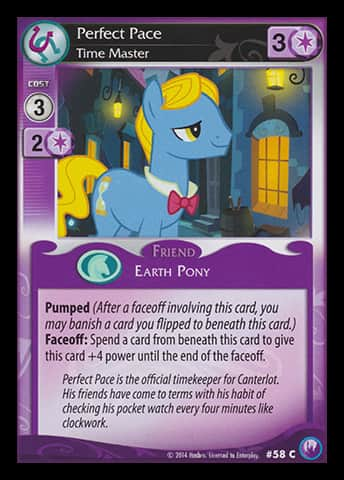 Perfect Pace
Time Master
3
COST
3
2
FRIEND
EARTH PONY
Pumped (After a faceoff involving this card, you
may banish a card you flipped to beneath this card.)
Faceoff: Spend a card from beneath this card to give
this card +4 power until the end of the faceoff.
Perfect Pace is the official timekeeper for Canterlot.
His friends have come to terms with his habit of
checking his pocket watch every four minutes like
clockwork.
© 2014 Hasbro. Licensed to Enterplay.
#58 C